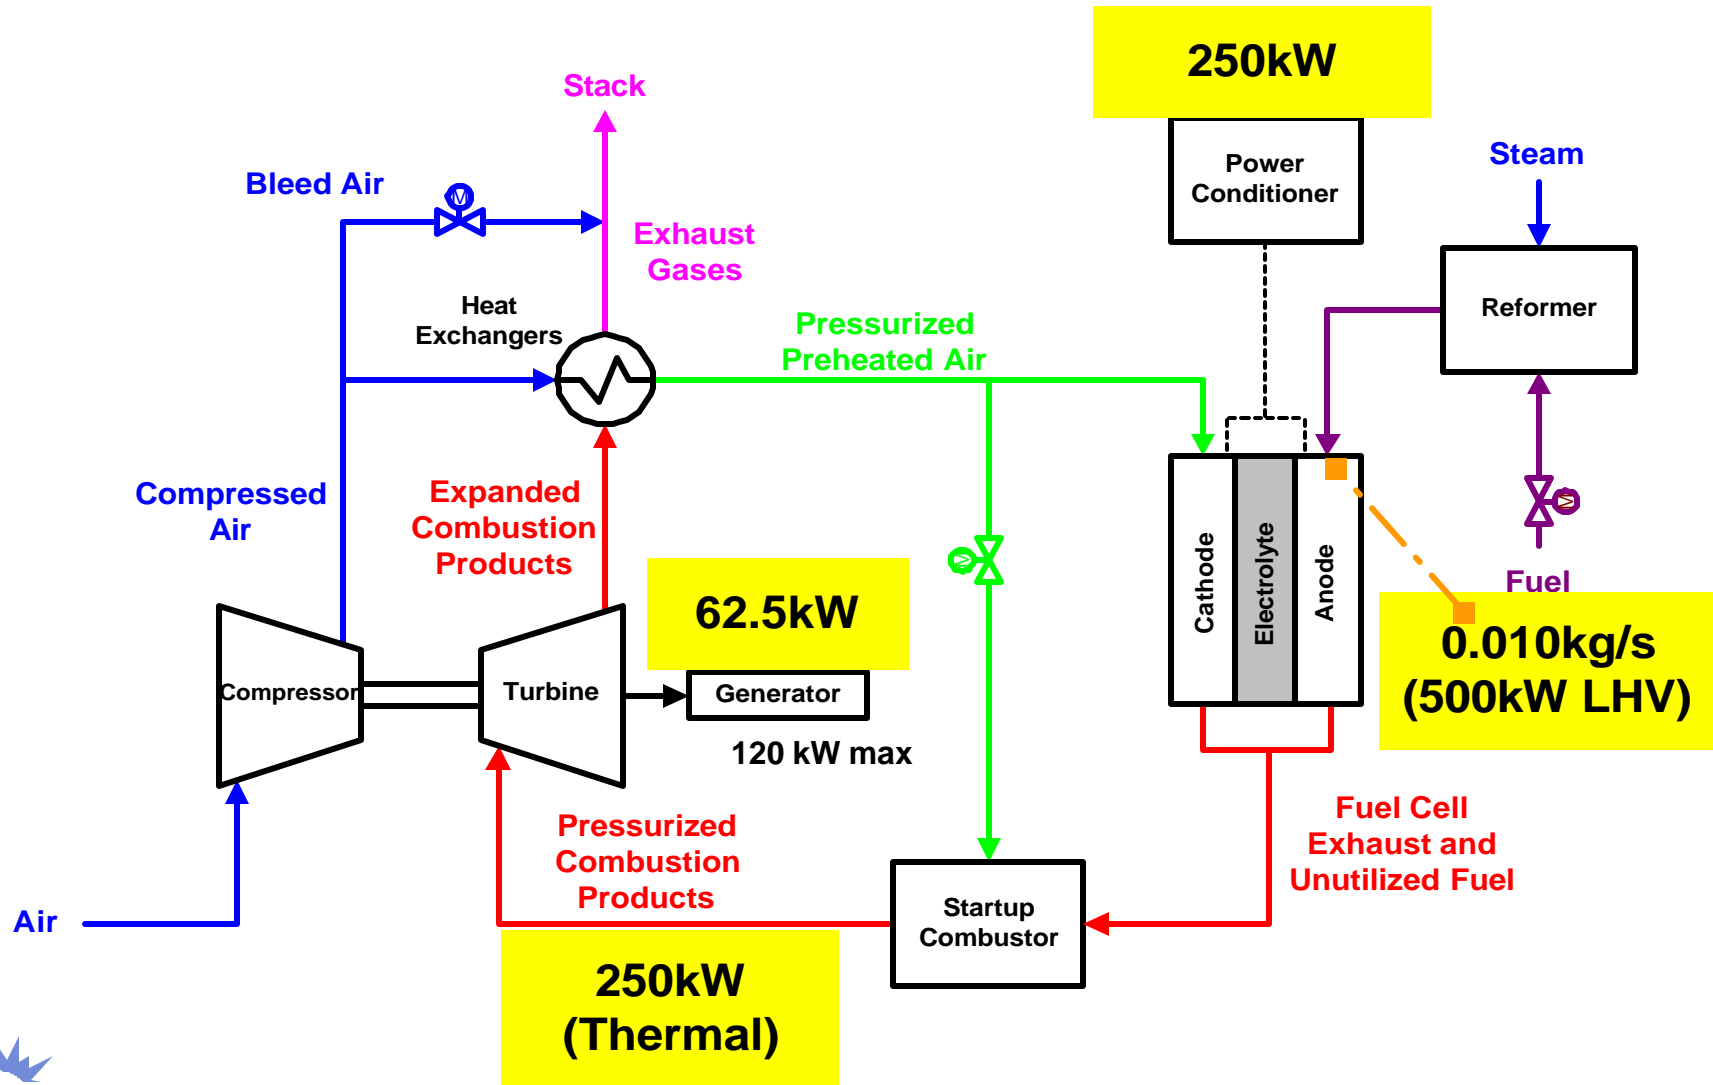 250kW
Stack
Power
Conditioner
Steam
Bleed Air
M
Exhaust
Gases
Heat
Exchangers
Reformer
Pressurized
Preheated Air
Compressed
Air
Expanded
Combustion
Products
M
M
Cathode
Electrolyte
Anode
Fuel
62.5kW
0.010kg/s
(500kW LHV)
Compressor
Turbine
Generator
120 kW max
Pressurized
Combustion
Products
Fuel Cell
Exhaust and
Unutilized Fuel
Air
Startup
Combustor
250kW
(Thermal)